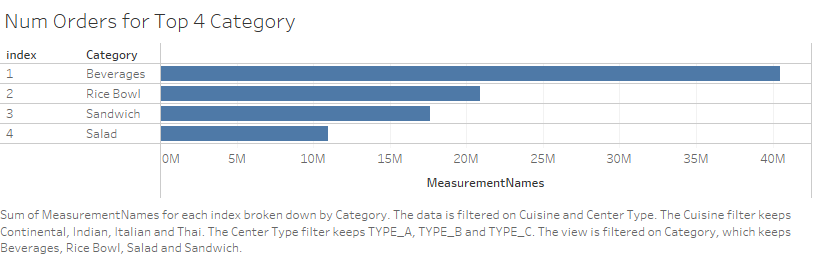 Num Orders for Top 4 Category
index Category
1 Beverages
2 Rice Bowl
3 Sandwich
4 Salad
0M 5M 10M 15M 20M 25M 30M 35M 40M
MeasurementNames
Sum of MeasurementNames for each index broken down by Category. The data is filtered on Cuisine and Center Type. The Cuisine filter keeps
Continental, Indian, Italian and Thai. The Center Type filter keeps TYPE_A, TYPE_B and TYPE_C. The view is filtered on Category, which keeps
Beverages, Rice Bowl, Salad and Sandwich.